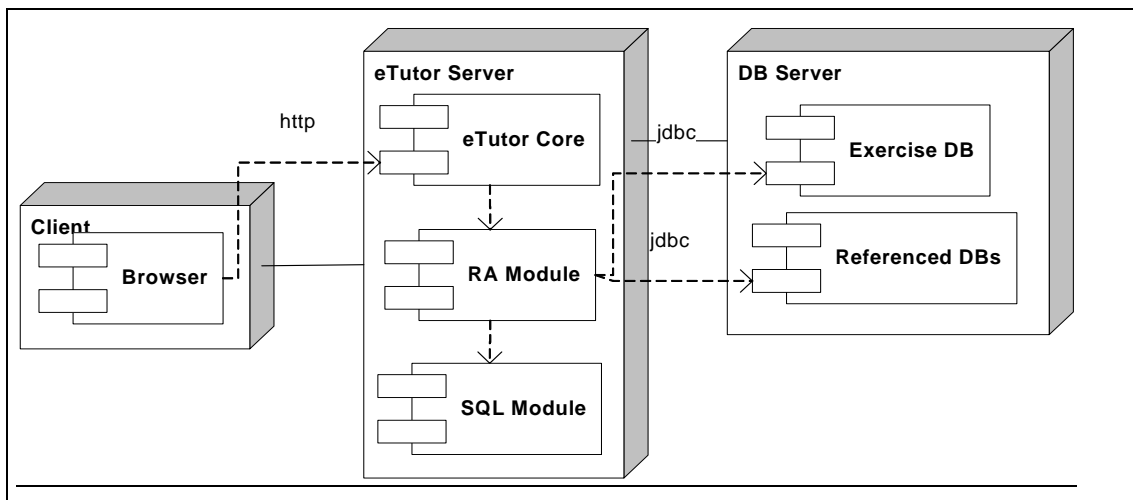 Client
Browser
http
eTutor Server
eTutor Core
RA Module
SQL Module
jdbc
jdbc
DB Server
Exercise DB
Referenced DBs